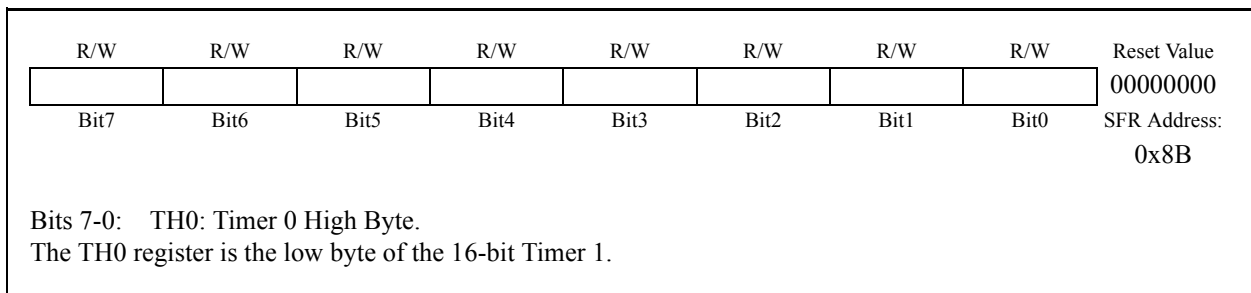 R/W R/W R/W R/W R/W R/W R/W R/W Reset Value
00000000
Bit7 Bit6 Bit5 Bit4 Bit3 Bit2 Bit1 Bit0 SFR Address:
0x8B
Bits 7-0: TH0: Timer 0 High Byte.
The TH0 register is the low byte of the 16-bit Timer 1.